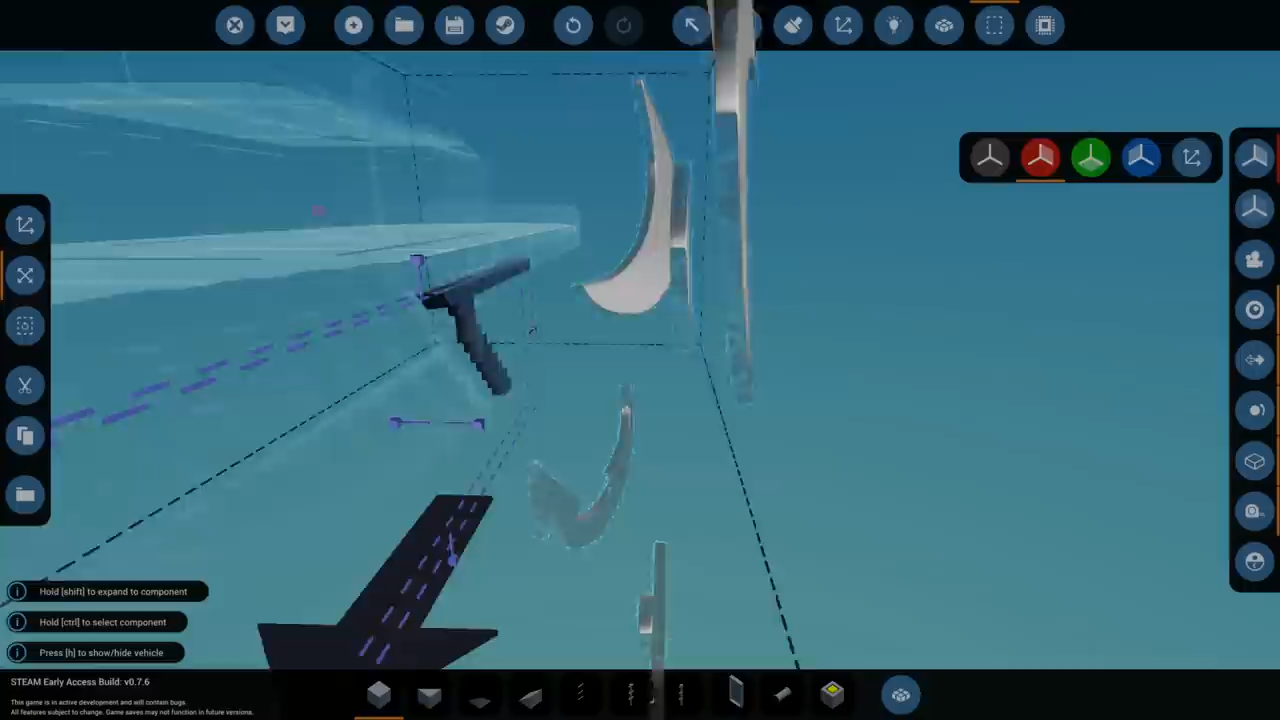 Hold [shift] to expand to component
Hold [ctrl] to select component
Press [h] to show/hide vehicle
STEAM Early Access Build: v0.7.6
This game is in active development and will contain bugs.
All features subject to change. Game saves may not function in future versions.